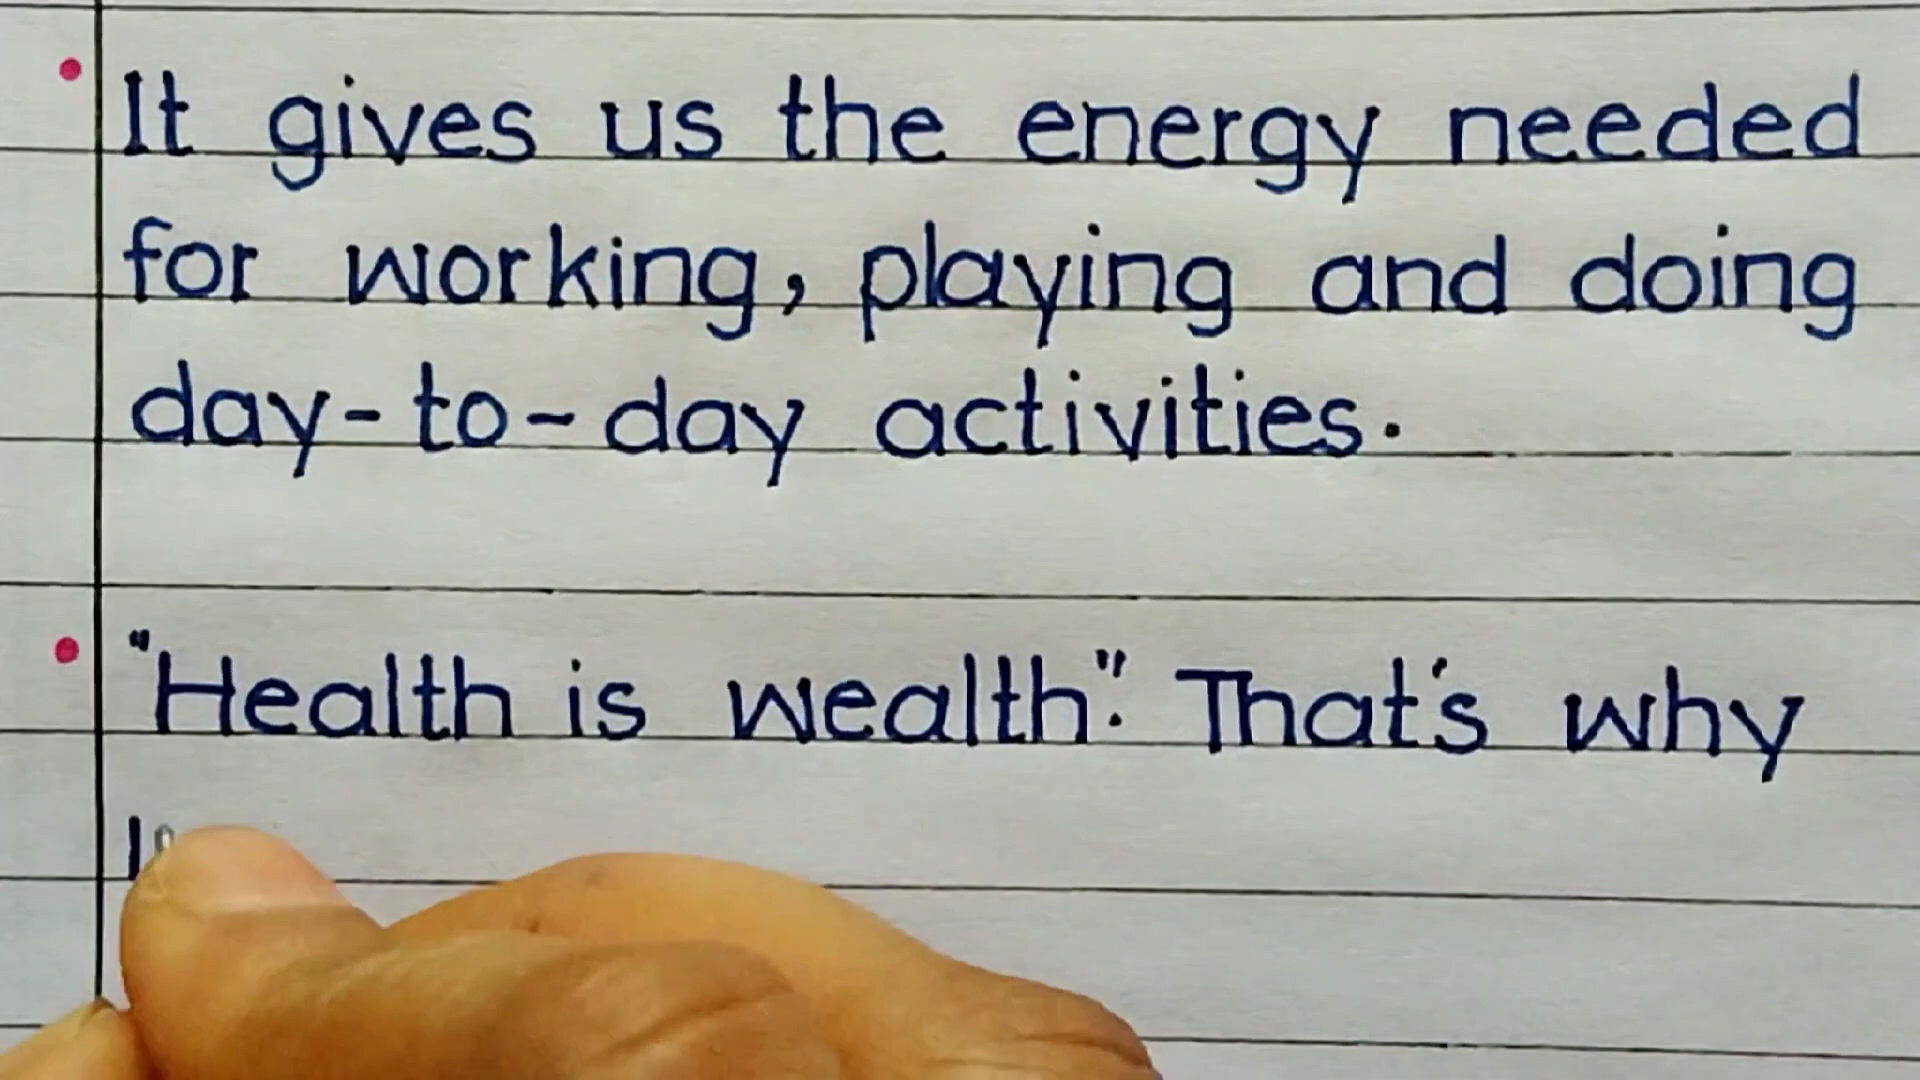 It gives us the energy needed
for working, playing and doing
day-to-day activities.
"Health is wealth". That's why